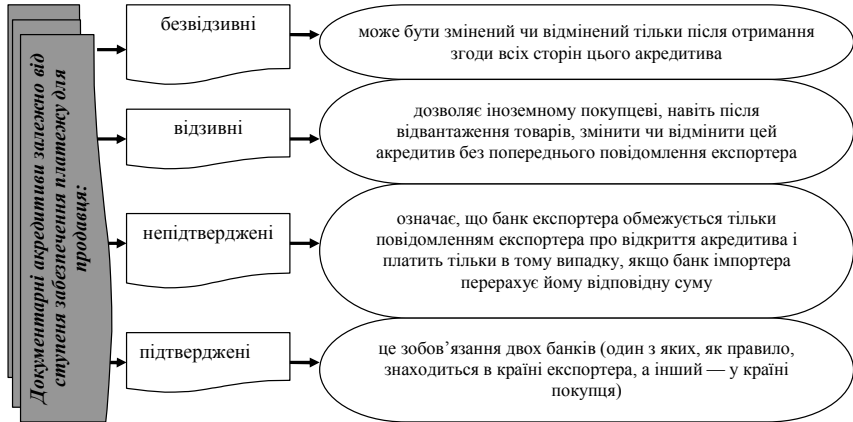 Документарні акредитиви залежно від
ступеня забезпечення платежу для
продавця:
безвідзивні
може бути змінений чи відмінений тільки після отримання
згоди всіх сторін цього акредитива
відзивні
дозволяє іноземному покупцеві, навіть після
відвантаження товарів, змінити чи відмінити цей
акредитив без попереднього повідомлення експортера
непідтверджені
означає, що банк експортера обмежується тільки
повідомленням експортера про відкриття акредитива і
платить тільки в тому випадку, якщо банк імпортера
перерахує йому відповідну суму
підтверджені
це зобов’язання двох банків (один з яких, як правило,
знаходиться в країні експортера, а інший — у країні
покупця)